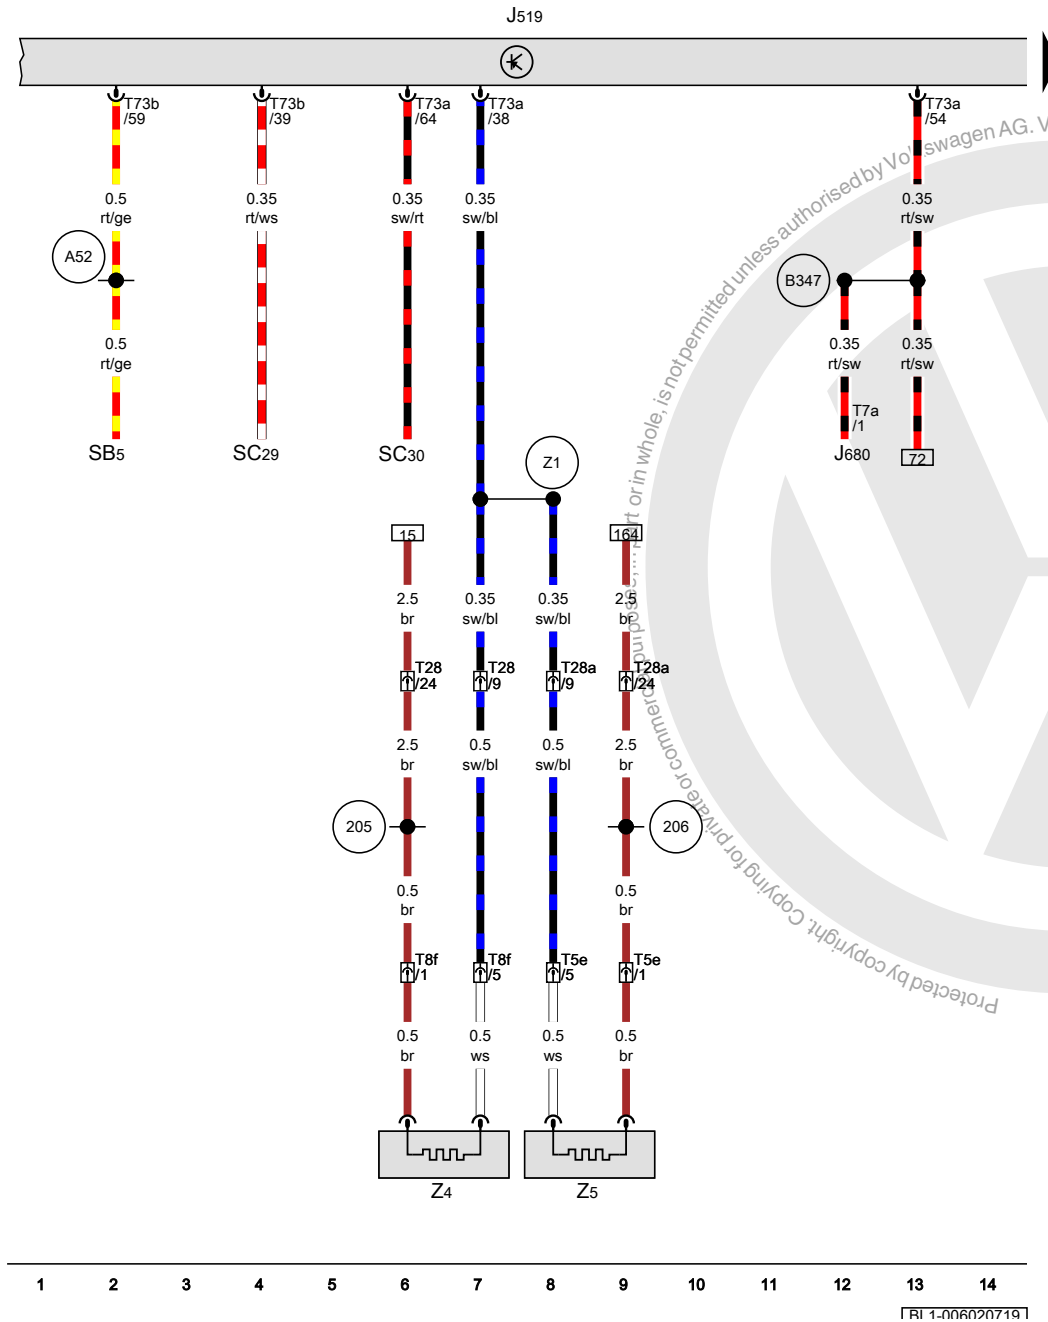 J519
T73b
/59
T73b
/39
T73a
/64
T73a
/38
T73a
/54
0.5
rt/ge
0.35
rt/ws
0.35
sw/rt
0.35
sw/bl
0.35
rt/sw
A52
B347
0.5
rt/ge
0.35
rt/sw
0.35
rt/sw
T7a
/1
SB5
SC29
SC30
J680
72
Z1
15
164
2.5
br
0.35
sw/bl
0.35
sw/bl
2.5
br
T28
/24
T28
/9
T28a
/9
T28a
/24
2.5
br
0.5
sw/bl
0.5
sw/bl
2.5
br
205
206
0.5
br
0.5
br
T8f
/1
T8f
/5
T5e
/5
T5e
/1
0.5
br
0.5
ws
0.5
ws
0.5
br
Z4
Z5
1 2 3 4 5 6 7 8 9 10 11 12 13 14
BL1-006020719
Protected by copyright. Copying for private or commercial purposes, part or in whole, is not permitted unless authorised by Volkswagen AG. V